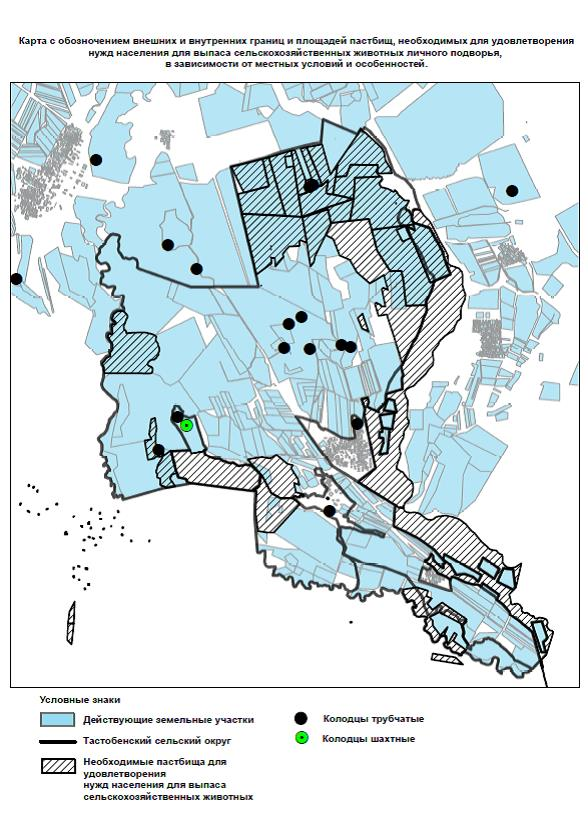 Карта с обозначением внешних и внутренних границ и площадей пастбищ, необходимых для удовлетворения
нужд населения для выпаса сельскохозяйственных животных личного подворья,
в зависимости от местных условий и особенностей.
Условные знаки
Действующие земельные участки
Тастобенский сельский округ
Необходимые пастбища для
удовлетворения
нужд населения для выпаса
сельскохозяйственных животных
Колодцы трубчатые
Колодцы шахтные